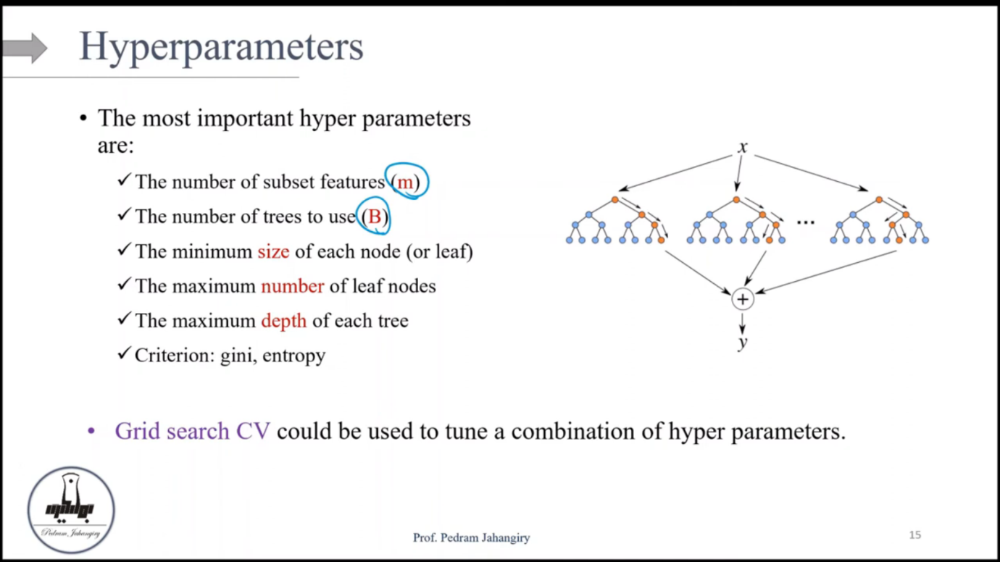 Hyperparameters
• The most important hyper parameters
are:
✓ The number of subset features (m)
✓ The number of trees to use (B)
✓ The minimum size of each node (or leaf)
✓ The maximum number of leaf nodes
✓ The maximum depth of each tree
✓ Criterion: gini, entropy
x
...
+
y
• Grid search CV could be used to tune a combination of hyper parameters.
Pedram Jahangiry
Prof. Pedram Jahangiry
15